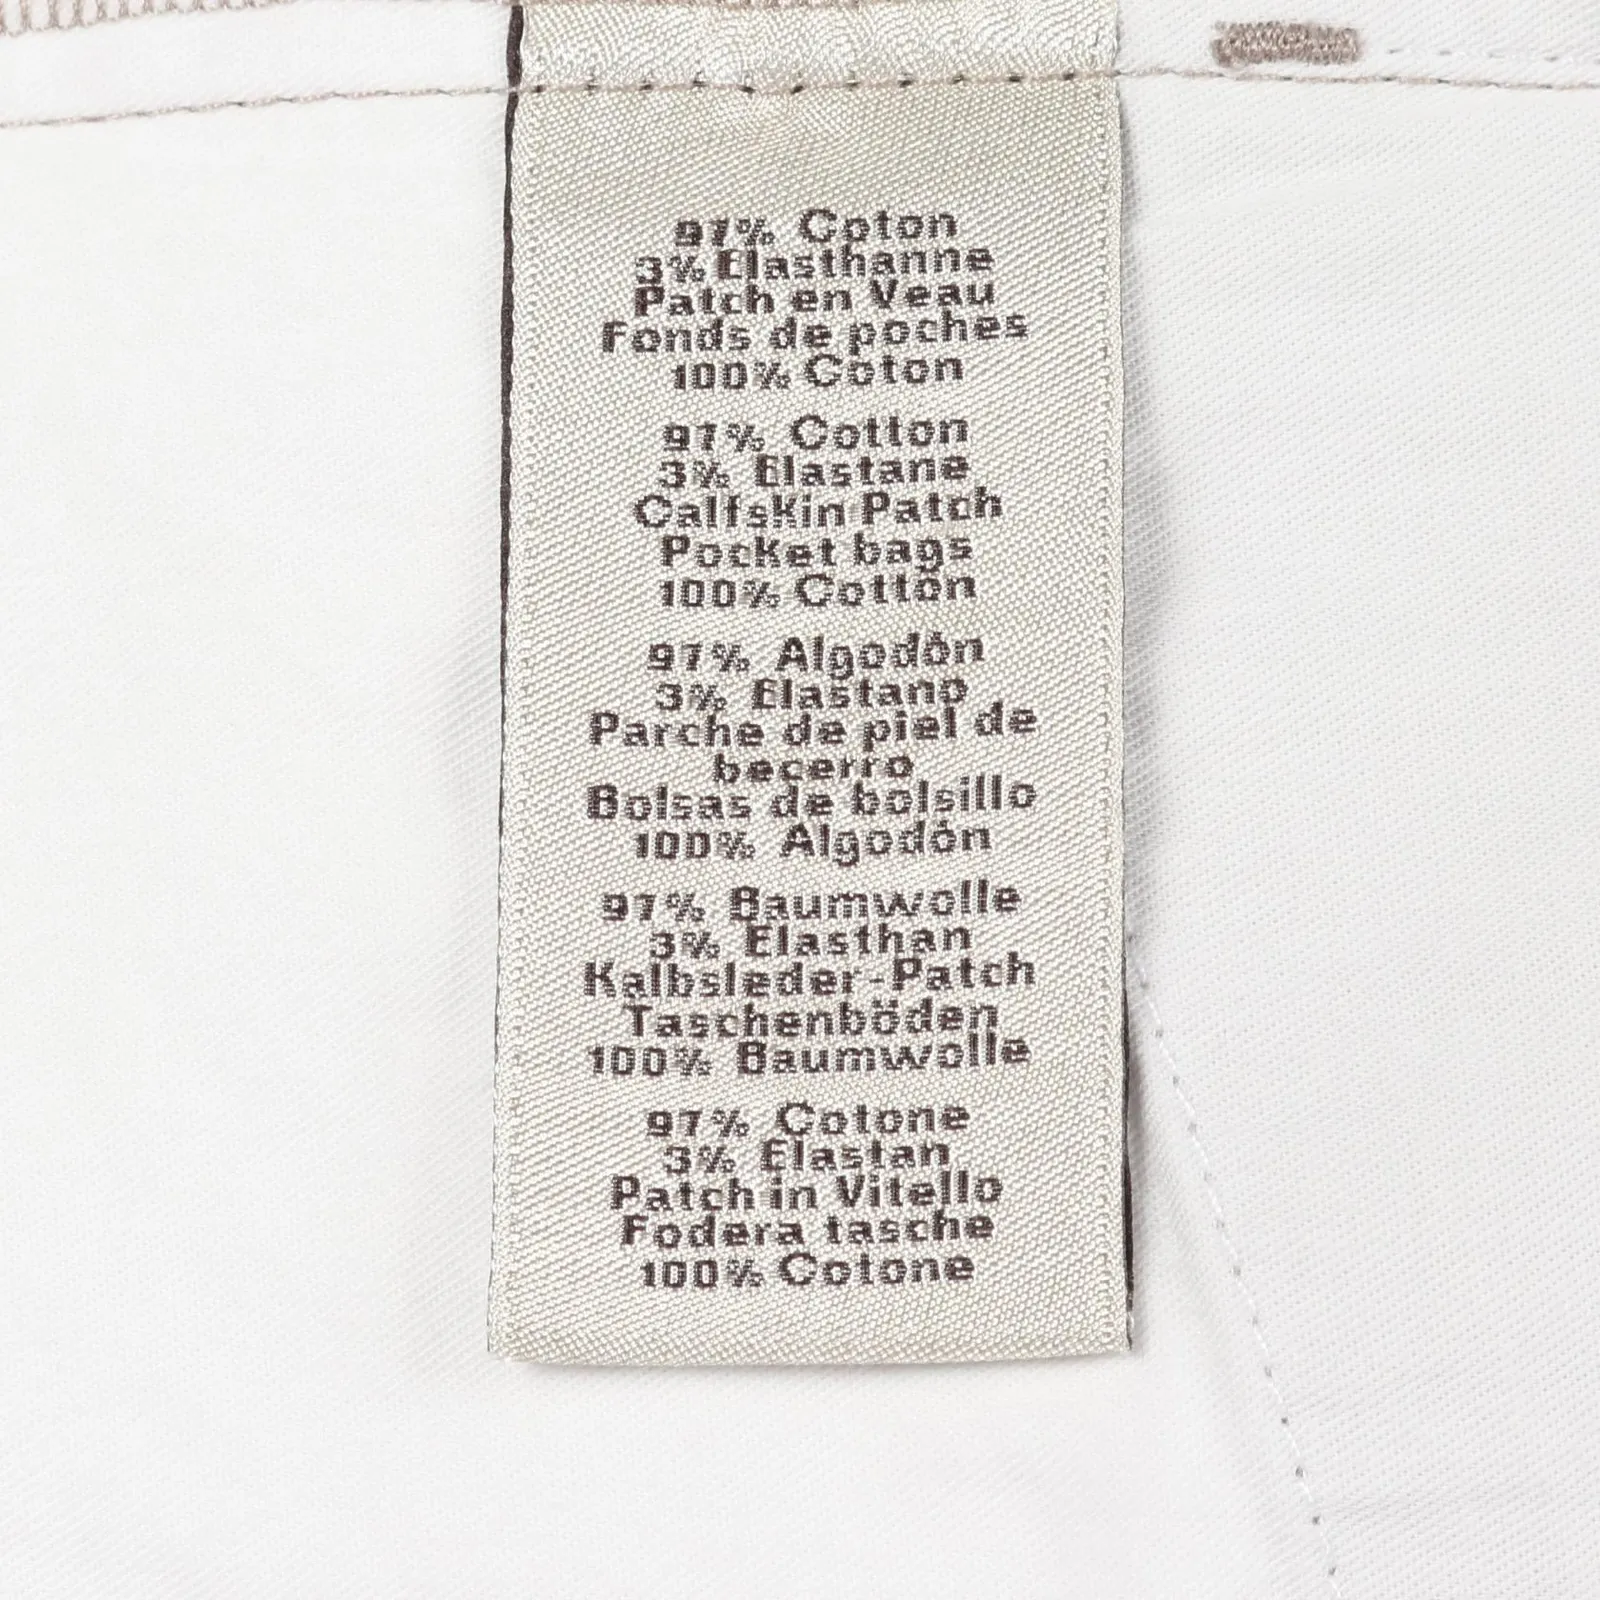 97% Coton
3% Elasthanne
Patch en Veau
Fonds de poches
100% Coton
97% Cotton
3% Elastane
Calfskin Patch
Pocket bags
100% Cotton
97% Algodón
3% Elastano
Parche de piel de
becerro
Bolsas de bolsillo
100% Algodón
97% Baumwolle
3% Elasthan
Kalbsleder-Patch
Taschenböden
100% Baumwolle
97% Cotone
3% Elastan
Patch in Vitello
Fodera tasche
100% Cotone